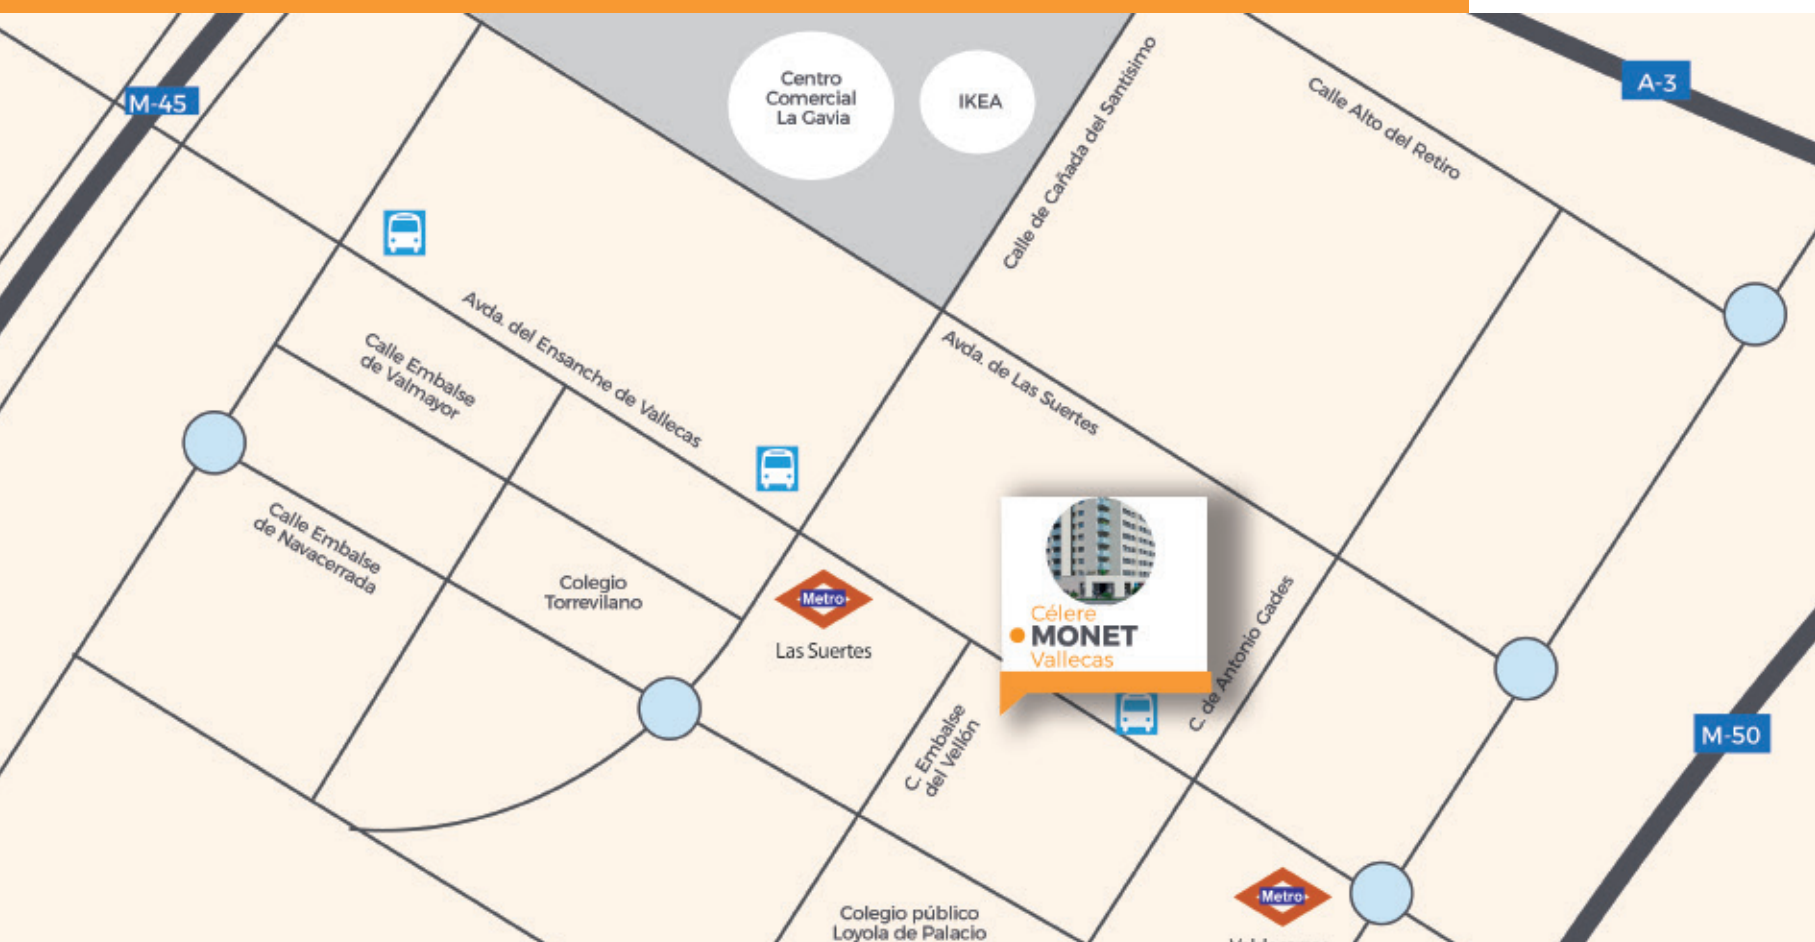 Centro
Comercial
La Gavia
IKEA
M-45
A-3
Calle de Cañada del Santísimo
Calle Alto del Retiro
Avda. del Ensanche de Vallecas
Calle Embalse
de Valmayor
Avda. de Las Suertes
Calle Embalse
de Navacerrada
Colegio
Torrevilano
Metro
Las Suertes
Célere
MONET
Vallecas
C. de Antonio Gades
C. Embalse
del Vellón
M-50
Metro
Colegio público
Loyola de Palacio